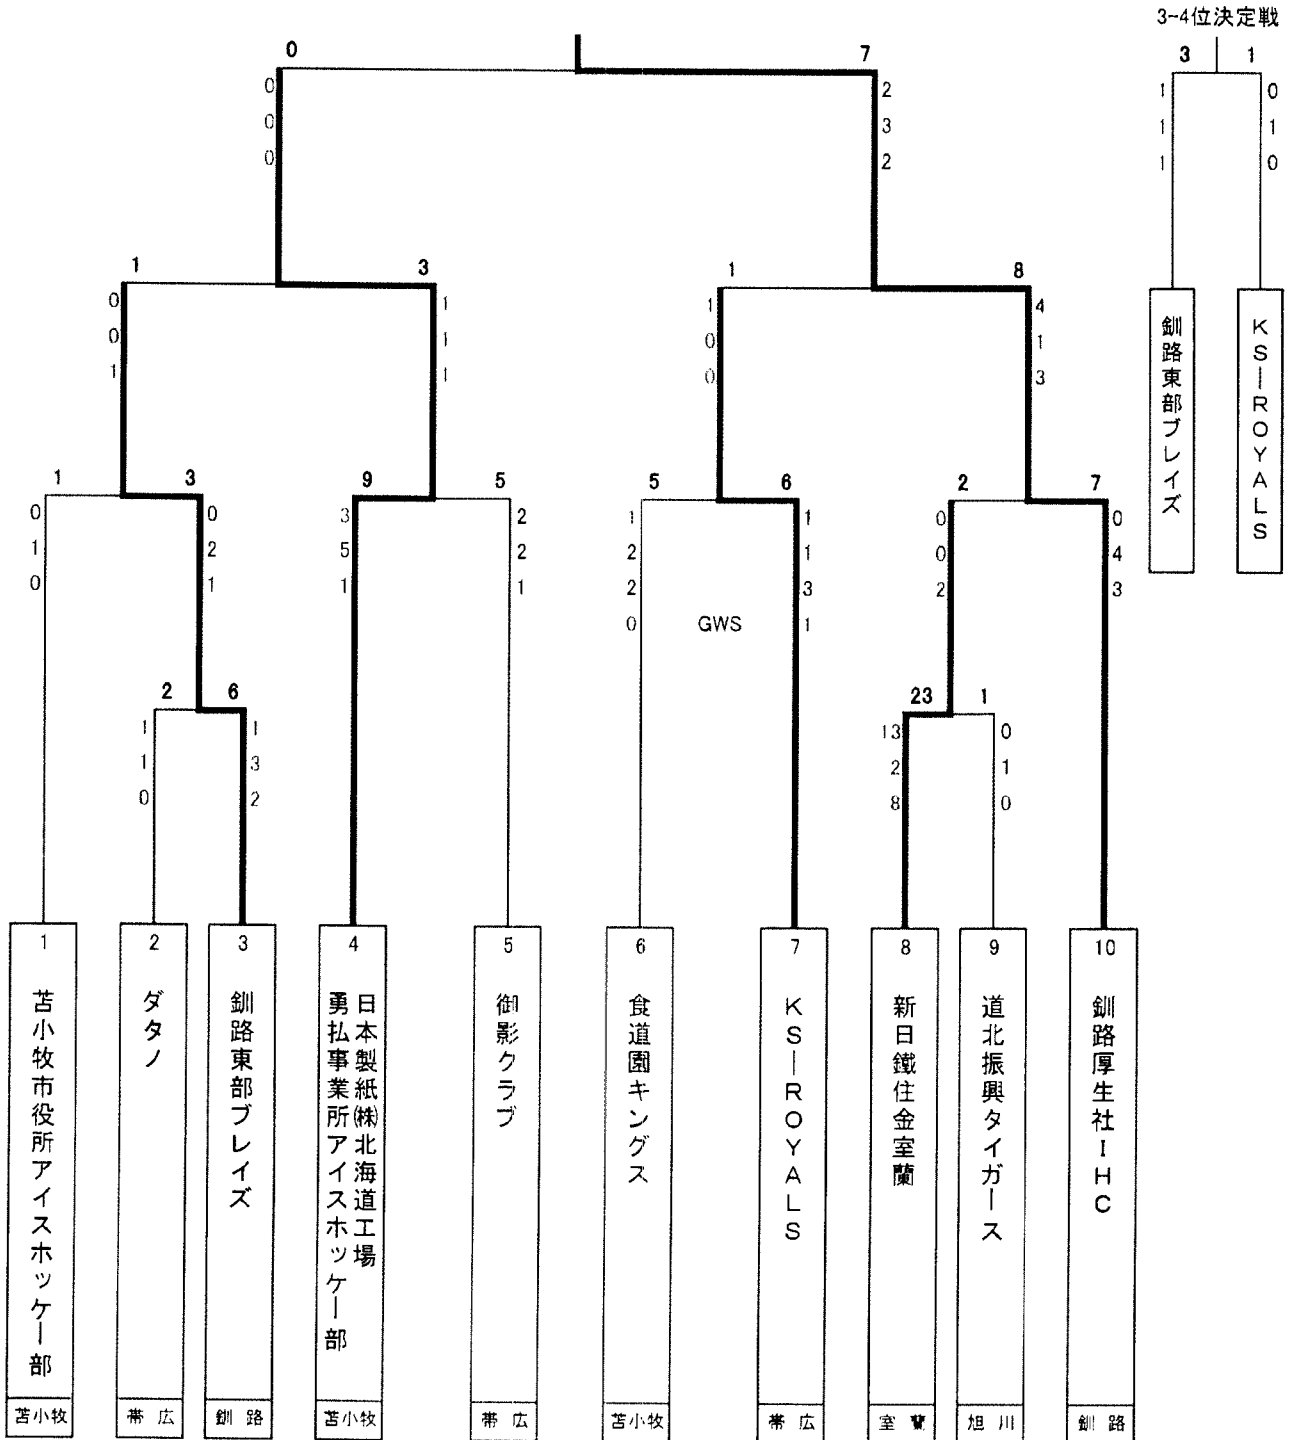 3-4位決定戦
0 7 3 1
0 2 1 0
0 3 1 1
0 2 1 0
1 3 1 8
0 1 1 4
0 1 0 1
1 1 0 3
釧路東部ブレイズ
KS-ROYALS
1 3 9 5 5 6 2 7
0 0 3 2 1 1 0 0
1 2 5 2 2 1 0 4
0 1 1 1 2 3 2 3
0 GWS 1
2 6 23 1
1 1 13 0
1 3 2 1
0 2 8 0
1
苫小牧市役所アイスホッケー部
苫小牧
2
ダタノ
帯広
3
釧路東部ブレイズ
釧路
4
日本製紙㈱北海道工場
勇払事業所アイスホッケー部
苫小牧
5
御影クラブ
帯広
6
食道園キングス
苫小牧
7
KS-ROYALS
帯広
8
新日鐵住金室蘭
室蘭
9
道北振興タイガース
旭川
10
釧路厚生社IHC
釧路